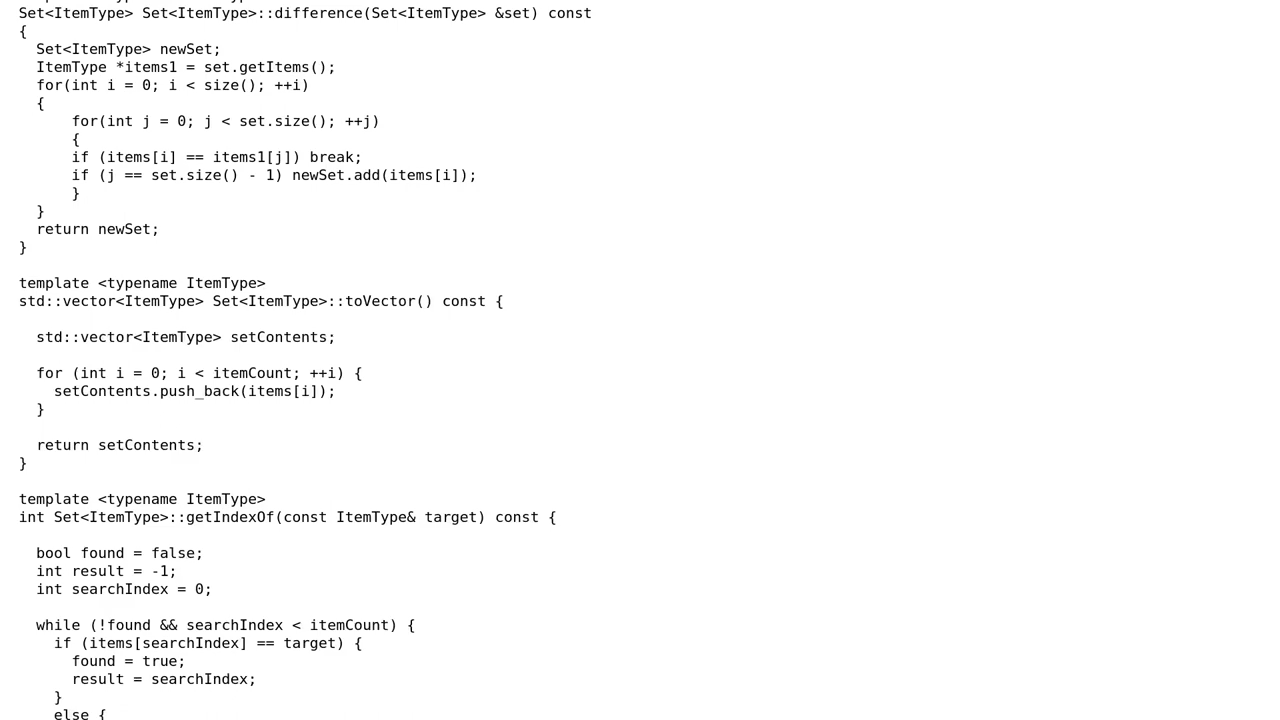 Set<ItemType> Set<ItemType>::difference(Set<ItemType> &set) const
{
  Set<ItemType> newSet;
  ItemType *items1 = set.getItems();
  for(int i = 0; i < size(); ++i)
  {
      for(int j = 0; j < set.size(); ++j)
      {
      if (items[i] == items1[j]) break;
      if (j == set.size() - 1) newSet.add(items[i]);
      }
  }
  return newSet;
}

template <typename ItemType>
std::vector<ItemType> Set<ItemType>::toVector() const {

  std::vector<ItemType> setContents;

  for (int i = 0; i < itemCount; ++i) {
    setContents.push_back(items[i]);
  }

  return setContents;
}

template <typename ItemType>
int Set<ItemType>::getIndexOf(const ItemType& target) const {

  bool found = false;
  int result = -1;
  int searchIndex = 0;

  while (!found && searchIndex < itemCount) {
    if (items[searchIndex] == target) {
      found = true;
      result = searchIndex;
    }
    else {